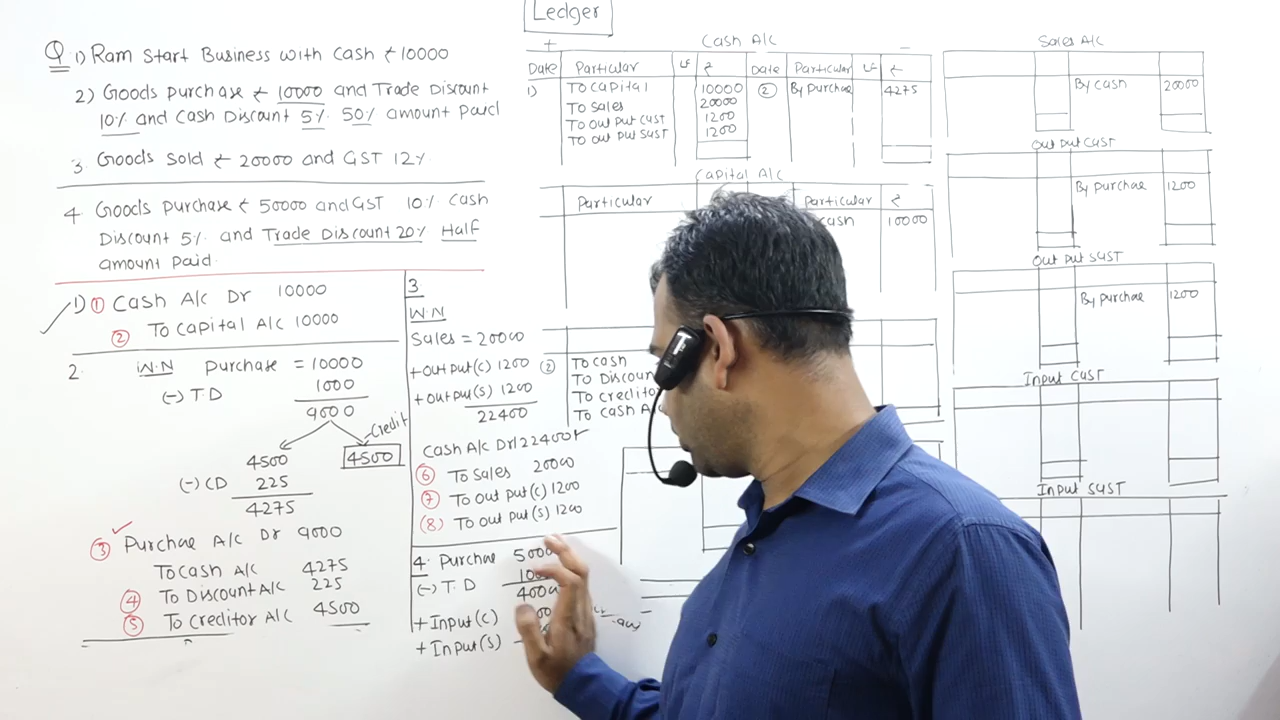 Ledger
Q 1) Ram Start Business with Cash ₹ 10000
2) Goods purchase ₹ 10000 and Trade Discount
10% and Cash Discount 5% 50% amount Paid
3. Goods Sold ₹ 20000 and GST 12%
4. Goods purchase ₹ 50000 and GST 10% Cash
Discount 5% and Trade Discount 20% Half
amount Paid.
1) ① Cash A/C Dr 10000
② To Capital A/C 10000
2. W.N Purchase = 10000
(-) T.D 1000
9000
Credit
4500 4500
(-) CD 225
4275
③ Purchae A/C Dr 9000
To Cash A/C 4275
④ To Discount A/C 225
⑤ To creditor A/C 4500
3
W.N
Sales = 20000
+ out put (C) 1200
+ output (S) 1200
22400
Cash A/C Dr 22400
⑥ To Sales 20000
⑦ To out put (C) 1200
⑧ To out put (S) 1200
4. Purchae
(-) T.D
+ Input (C)
+ Input (S)
Cash A/C
+ -
Date Particular LF ₹ Date Particular LF ₹
1) To Capital 10000 ② By Purchase 4275
To Sales 20000
To out put CGST 1200
To out put SGST 1200
Capital A/C
Particular Particular ₹
cash 10000
② To cash
To Discoun
To creditor
To cash A
Sales A/C
By cash 20000
Out put CGST
By purchae 1200
Out put SGST
By purchae 1200
Input CGST
Input SGST